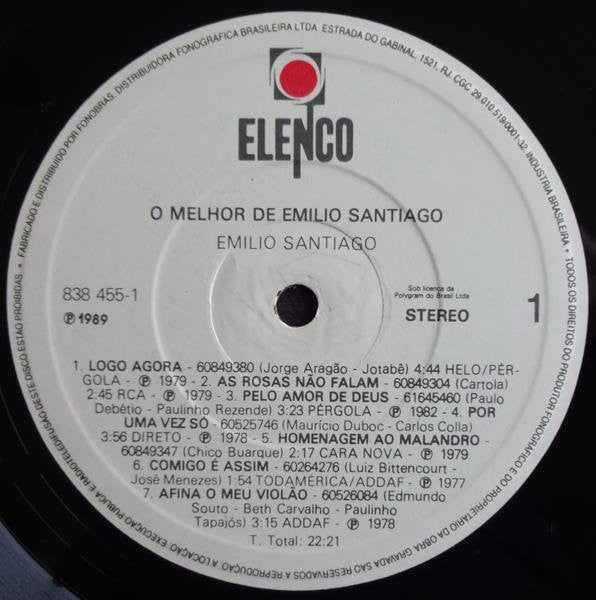 FABRICADO E DISTRIBUIDO POR FONOBRAS. DISTRIBUIDORA FONOGRÁFICA BRASILEIRA LTDA ESTRADA DO GABINAL, 1521, RJ, CGC 29.010.519-0001-32. INDÚSTRIA BRASILEIRA. • TODOS OS DIREITOS DO PRODUTOR FONOGRÁFICO E DO PROPRIETÁRIO DA OBRA GRAVADA SÃO RESERVADOS A REPRODUÇÃO, A LOCAÇÃO, EXECUÇÃO PÚBLICA E RADIOTELEDIFUSÃO DESTE DISCO ESTÃO PROIBIDAS •
ELENCO
O MELHOR DE EMILIO SANTIAGO
EMILIO SANTIAGO
838 455-1
℗ 1989
Sob licença da
Polygram do Brasil Ltda
STEREO
1
1. LOGO AGORA - 60849380 (Jorge Aragão - Jotabê) 4:44 HELO/PÉR-
GOLA - ℗ 1979 - 2. AS ROSAS NÃO FALAM - 60849304 (Cartola)
2:45 RCA - ℗ 1979 - 3. PELO AMOR DE DEUS - 61645460 (Paulo
Debétio - Paulinho Rezende) 3:23 PÉRGOLA - ℗ 1982 - 4. POR
UMA VEZ SÓ - 60525746 (Maurício Duboc - Carlos Colla)
3:56 DIRETO - ℗ 1978 - 5. HOMENAGEM AO MALANDRO -
60849347 (Chico Buarque) 2:17 CARA NOVA - ℗ 1979
6. COMIGO É ASSIM - 60264276 (Luiz Bittencourt -
José Menezes) 1:54 TODAMÉRICA/ADDAF - ℗ 1977
7. AFINA O MEU VIOLÃO - 60526084 (Edmundo
Souto - Beth Carvalho - Paulinho
Tapajós) 3:15 ADDAF - ℗ 1978
T. Total: 22:21